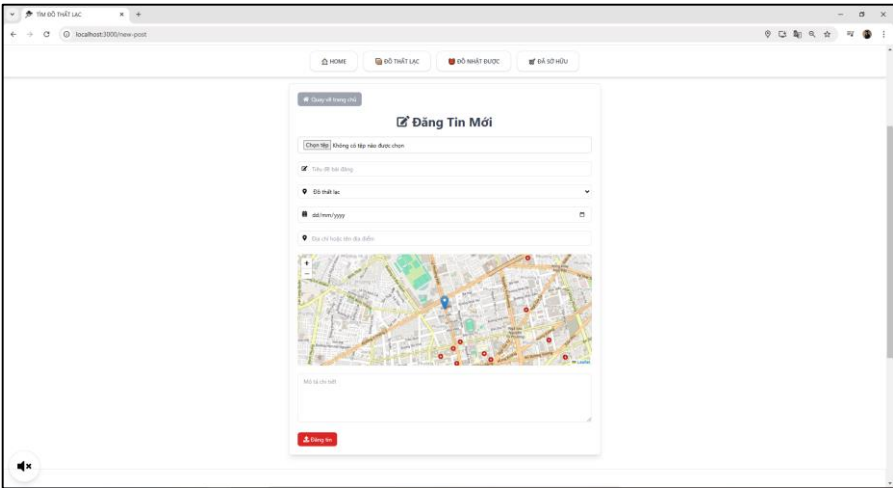 TÌM ĐỒ THẤT LẠC
localhost:3000/new-post
HOME
ĐỒ THẤT LẠC
ĐỒ NHẶT ĐƯỢC
ĐÃ SỞ HỮU
Quay về trang chủ
Đăng Tin Mới
Chọn tệp Không có tệp nào được chọn
Tiêu đề bài đăng
Đồ thất lạc
dd/mm/yyyy
Địa chỉ hoặc tên địa điểm
+
−
Leaflet
Mô tả chi tiết
Đăng tin